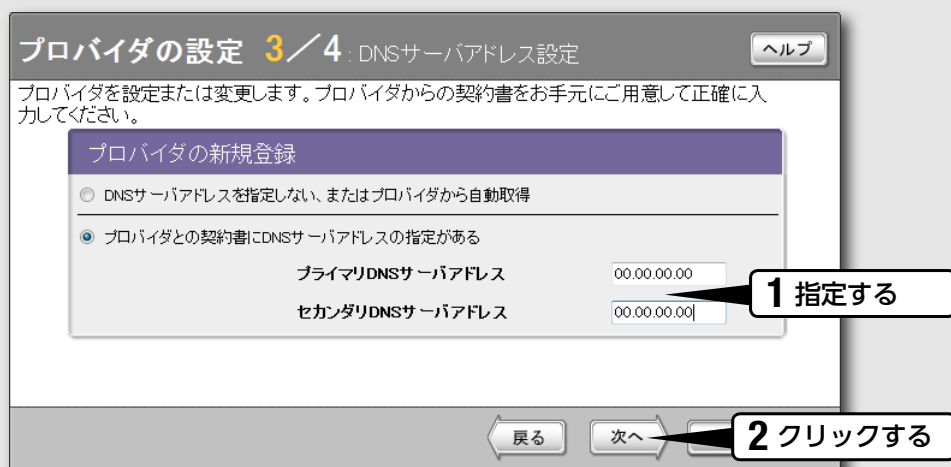 プロバイダの設定 3／4 : DNSサーバアドレス設定 ヘルプ
プロバイダを設定または変更します。プロバイダからの契約書をお手元にご用意して正確に入
力してください。
プロバイダの新規登録
DNSサーバアドレスを指定しない、またはプロバイダから自動取得
プロバイダとの契約書にDNSサーバアドレスの指定がある
プライマリDNSサーバアドレス 00.00.00.00
セカンダリDNSサーバアドレス 00.00.00.00
1 指定する
戻る 次へ 2 クリックする